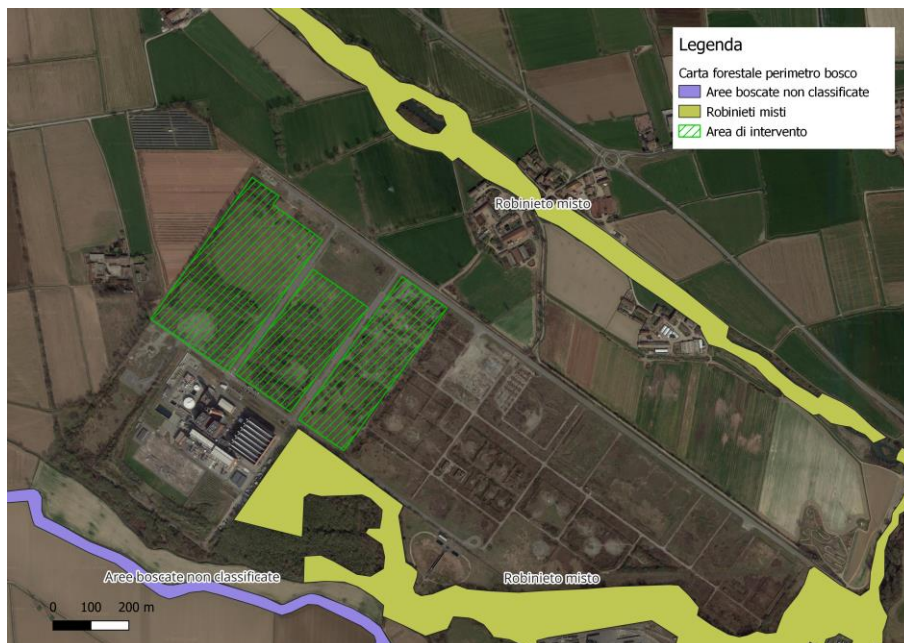 Legenda
Carta forestale perimetro bosco
Aree boscate non classificate
Robinieti misti
Area di intervento
Robinieto misto
Aree boscate non classificate
Robinieto misto
0 100 200 m